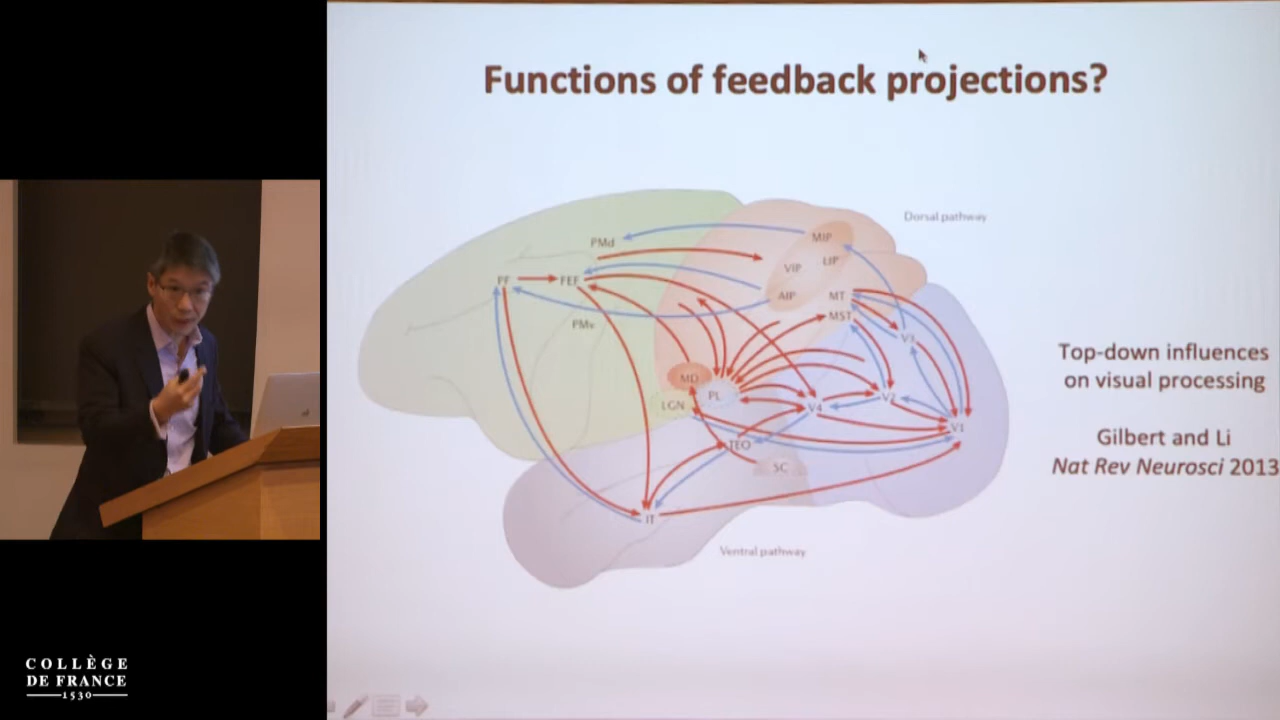 Functions of feedback projections?
Dorsal pathway
PMd
MIP
VIP
LIP
PF
FEF
AIP
MT
MST
PMv
V3
Top-down influences
on visual processing
MD
PL
LGN
V4
V2
V1
Gilbert and Li
Nat Rev Neurosci 2013
TEO
SC
IT
Ventral pathway
COLLÈGE
DE FRANCE
1530